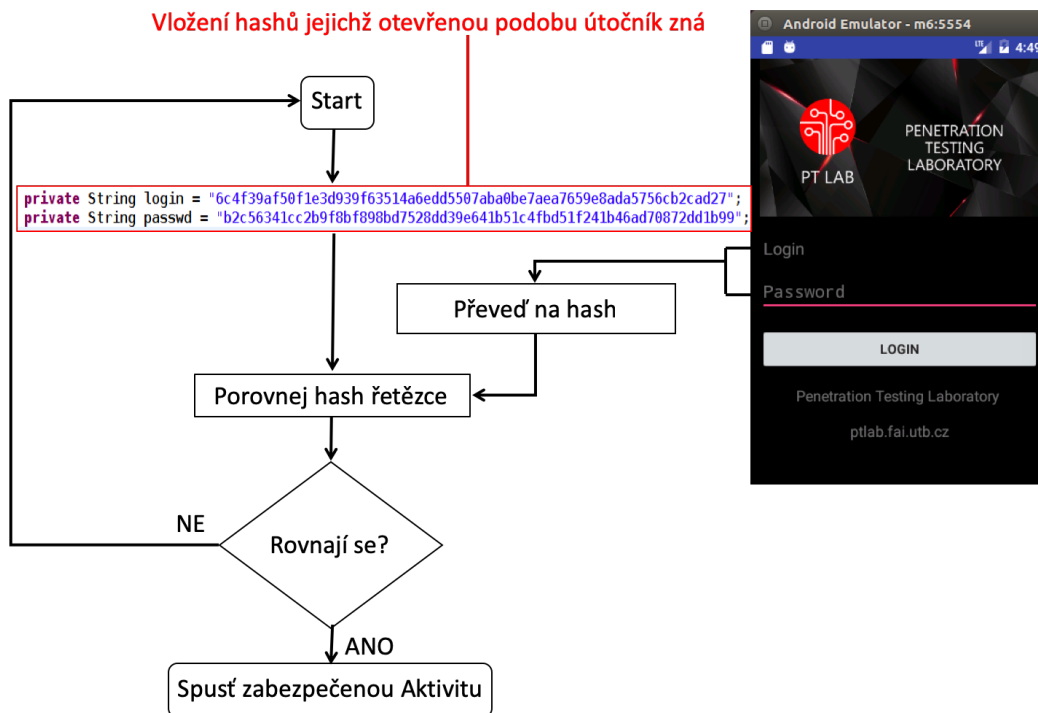 Vložení hashů jejichž otevřenou podobu útočník zná
Android Emulator - m6:5554
LTE 4:49
Start
PENETRATION
TESTING
LABORATORY
PT LAB
private String login = "6c4f39af50f1e3d939f63514a6edd5507aba0be7aea7659e8ada5756cb2cad27";
private String passwd = "b2c56341cc2b9f8bf898bd7528dd39e641b51c4fbd51f241b46ad70872dd1b99";
Login
Převeď na hash
Password
LOGIN
Porovnej hash řetězce
Penetration Testing Laboratory
ptlab.fai.utb.cz
NE
Rovnají se?
ANO
Spusť zabezpečenou Aktivitu